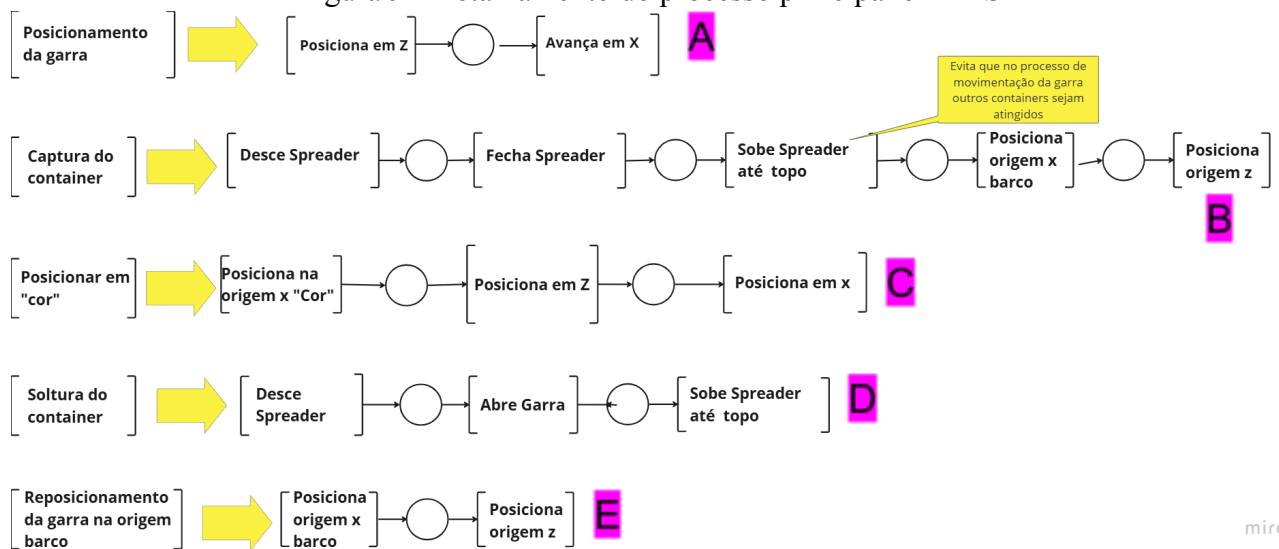 Posicionamento
da garra
Posiciona em Z
Avança em X
A
Evita que no processo de
movimentação da garra
outros containers sejam
atingidos
Captura do
container
Desce Spreader
Fecha Spreader
Sobe Spreader
até topo
Posiciona
origem x
barco
Posiciona
origem z
B
Posicionar em
"cor"
Posiciona na
origem x "Cor"
Posiciona em Z
Posiciona em x
C
Soltura do
container
Desce
Spreader
Abre Garra
Sobe Spreader
até topo
D
Reposicionamento
da garra na origem
barco
Posiciona
origem x
barco
Posiciona
origem z
E